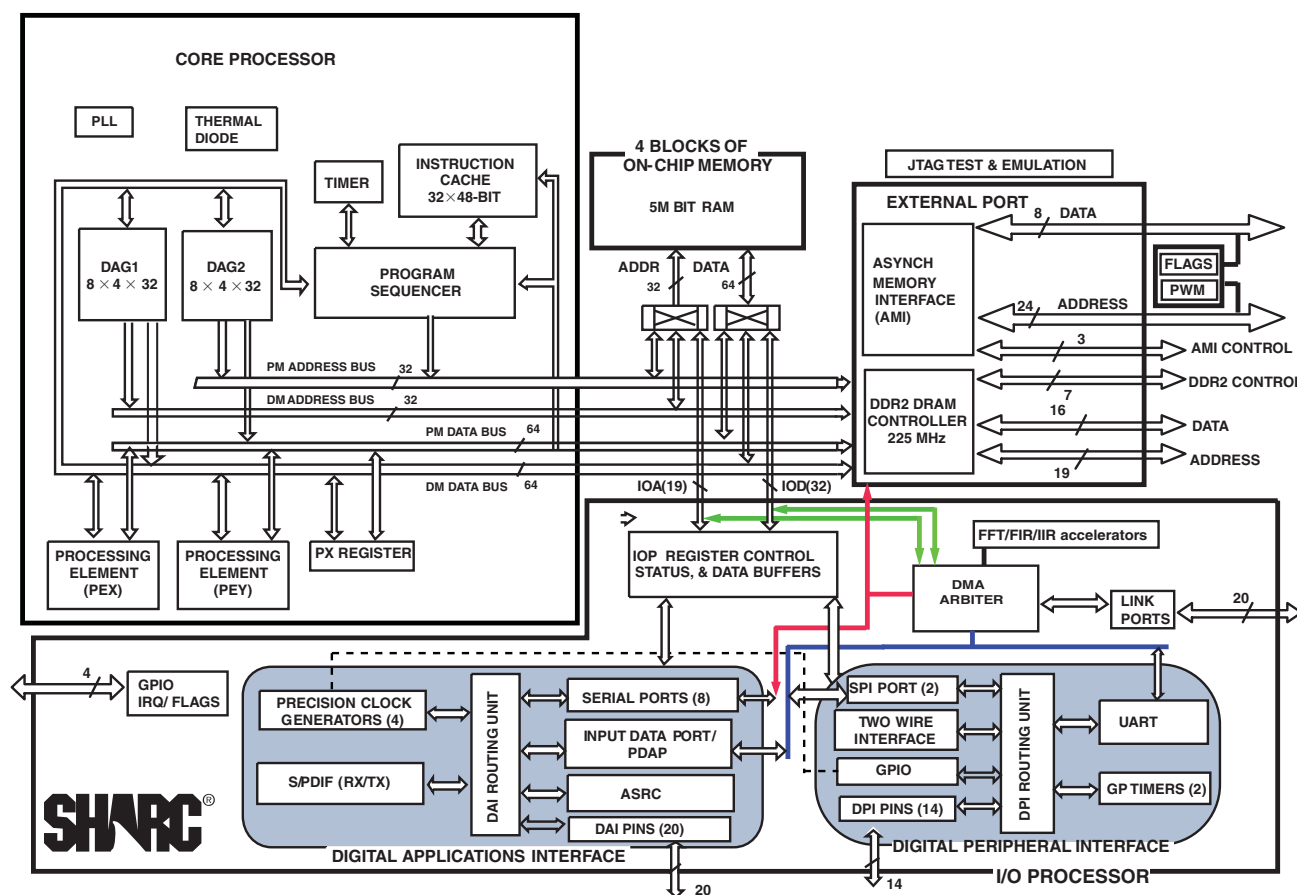 CORE PROCESSOR
PLL
THERMAL
DIODE
TIMER
INSTRUCTION
CACHE
32 × 48-BIT
DAG1
8 × 4 × 32
DAG2
8 × 4 × 32
PROGRAM
SEQUENCER
PM ADDRESS BUS
32
DM ADDRESS BUS
32
PM DATA BUS
64
DM DATA BUS
64
PROCESSING
ELEMENT
(PEX)
PROCESSING
ELEMENT
(PEY)
PX REGISTER
4 BLOCKS OF
ON-CHIP MEMORY
5M BIT RAM
ADDR
32
DATA
64
JTAG TEST & EMULATION
EXTERNAL PORT
ASYNCH
MEMORY
INTERFACE
(AMI)
8
DATA
FLAGS
PWM
24
ADDRESS
3
AMI CONTROL
DDR2 DRAM
CONTROLLER
225 MHz
DDR2 CONTROL
7
16
DATA
ADDRESS
19
IOA(19)
IOD(32)
IOP REGISTER CONTROL
STATUS, & DATA BUFFERS
FFT/FIR/IIR accelerators
DMA
ARBITER
LINK
PORTS
20
4
GPIO
IRQ/ FLAGS
PRECISION CLOCK
GENERATORS (4)
S/PDIF (RX/TX)
DAI ROUTING UNIT
SERIAL PORTS (8)
INPUT DATA PORT/
PDAP
ASRC
DAI PINS (20)
DIGITAL APPLICATIONS INTERFACE
20
SPI PORT (2)
TWO WIRE
INTERFACE
GPIO
DPI PINS (14)
DPI ROUTING UNIT
UART
GP TIMERS (2)
DIGITAL PERIPHERAL INTERFACE
14
I/O PROCESSOR
SHARC®